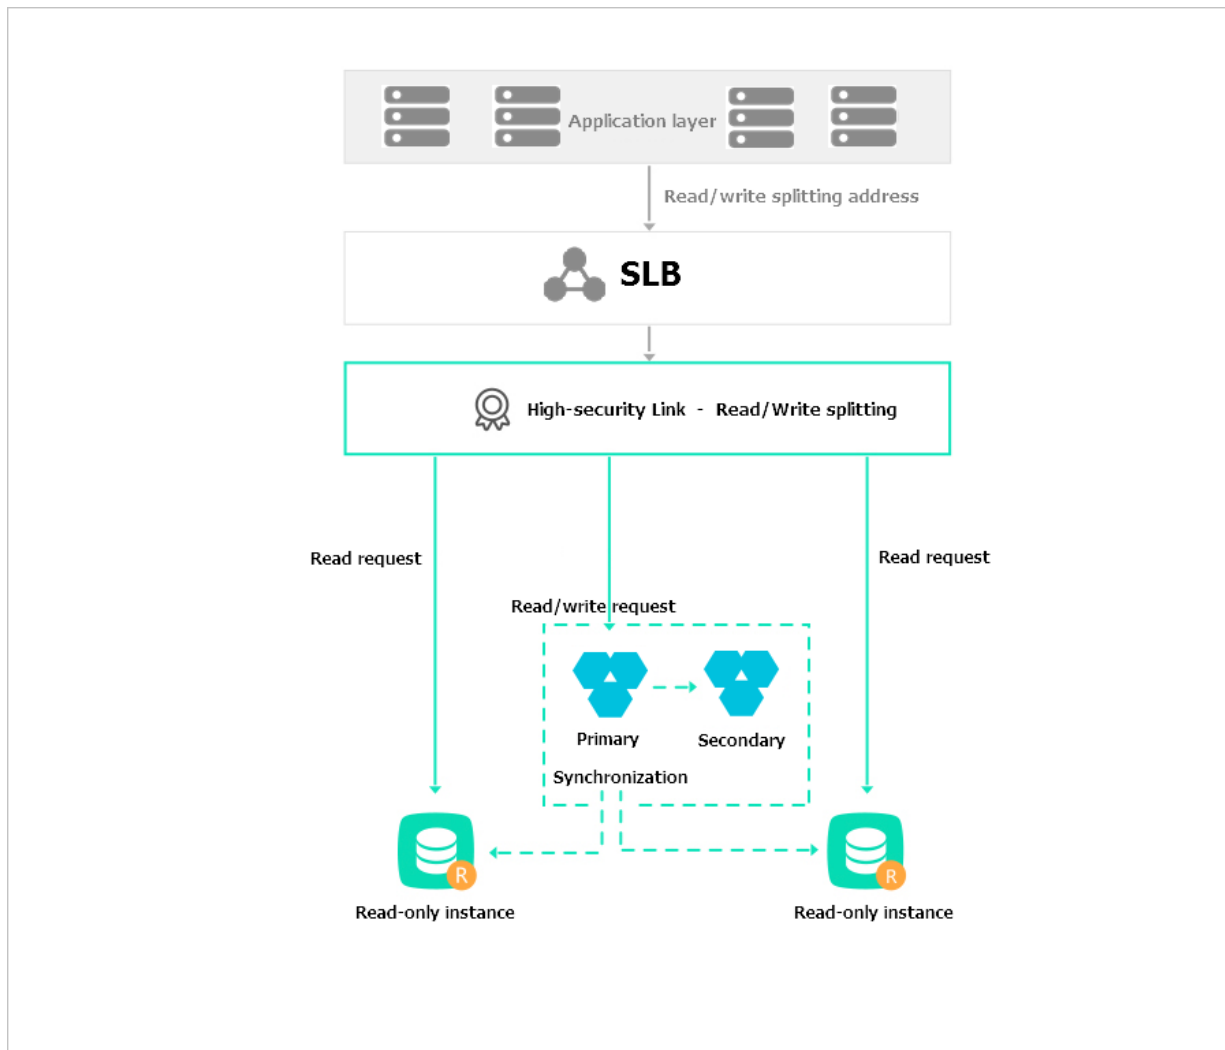 Application layer
Read/write splitting address
SLB
High-security Link - Read/Write splitting
Read request
Read request
Read/write request
Primary
Secondary
Synchronization
R
R
Read-only instance
Read-only instance